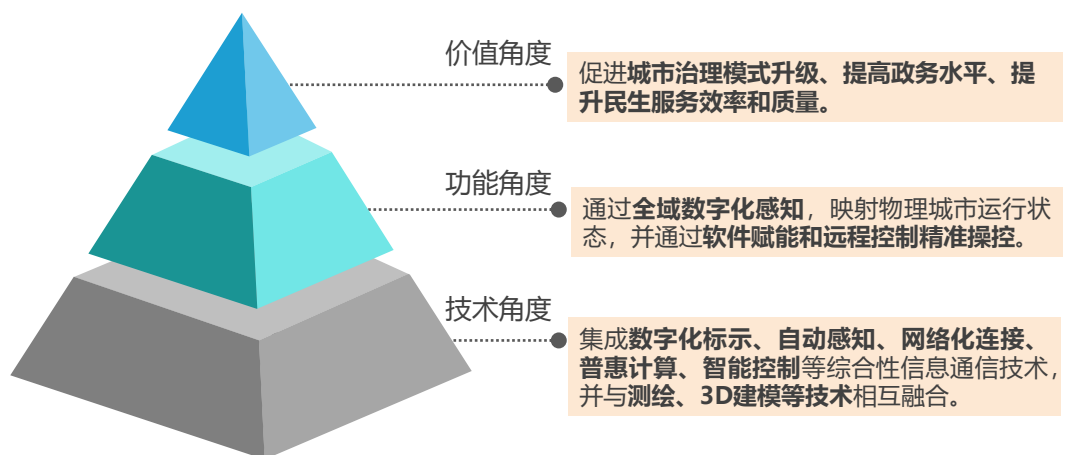 价值角度
促进城市治理模式升级、提高政务水平、提
升民生服务效率和质量。
功能角度
通过全域数字化感知，映射物理城市运行状
态，并通过软件赋能和远程控制精准操控。
技术角度
集成数字化标示、自动感知、网络化连接、
普惠计算、智能控制等综合性信息通信技术，
并与测绘、3D建模等技术相互融合。